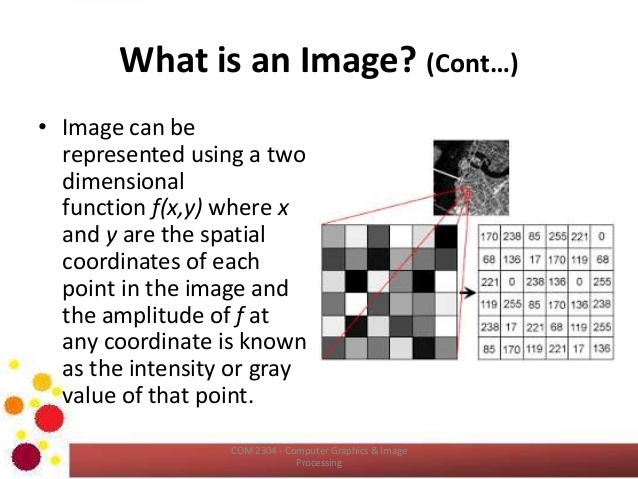 What is an Image? (Cont…)
• Image can be
represented using a two
dimensional
function f(x,y) where x
and y are the spatial
coordinates of each
point in the image and
the amplitude of f at
any coordinate is known
as the intensity or gray
value of that point.
170 238 85 255 221 0
68 136 17 170 119 68
221 0 238 136 0 255
119 255 85 170 136 238
238 17 221 68 119 255
85 170 119 221 17 136
COM 2304 - Computer Graphics & Image
Processing